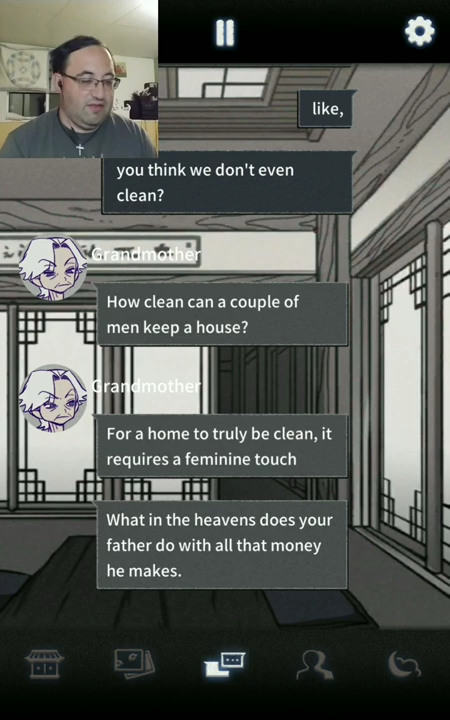 like,
you think we don't even
clean?
Grandmother
How clean can a couple of
men keep a house?
Grandmother
For a home to truly be clean, it
requires a feminine touch
What in the heavens does your
father do with all that money
he makes.